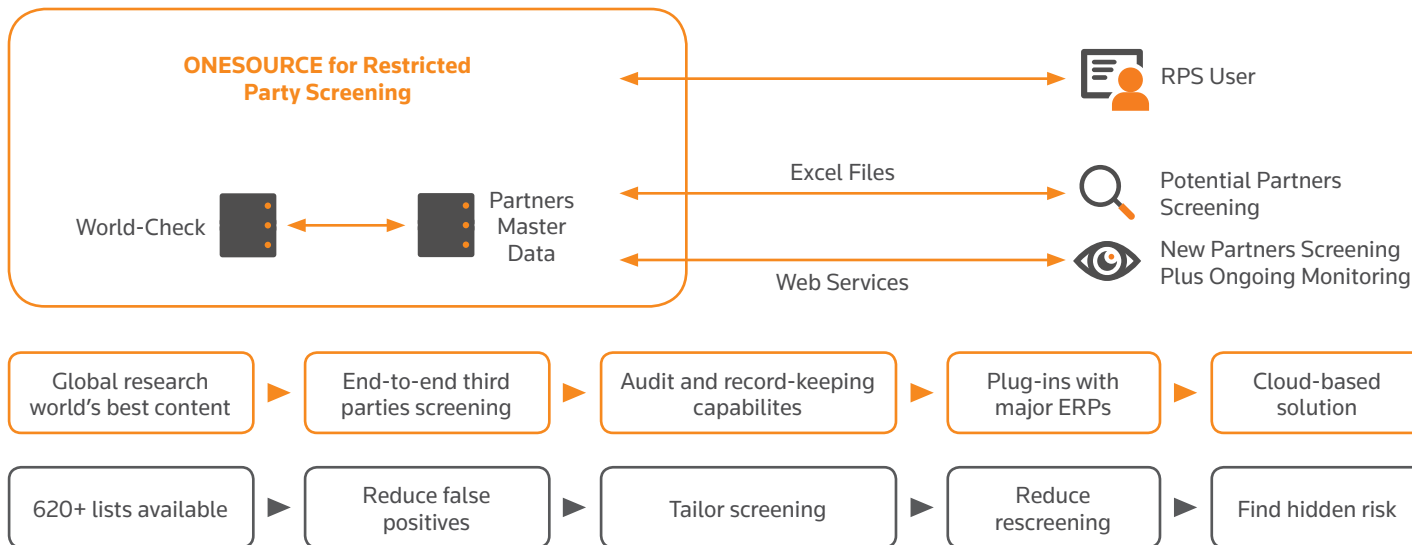 ONESOURCE for Restricted
Party Screening
RPS User
Excel Files
Potential Partners
Screening
World-Check
Partners
Master
Data
Web Services
New Partners Screening
Plus Ongoing Monitoring
Global research
world's best content
End-to-end third
parties screening
Audit and record-keeping
capabilites
Plug-ins with
major ERPs
Cloud-based
solution
620+ lists available
Reduce false
positives
Tailor screening
Reduce
rescreening
Find hidden risk